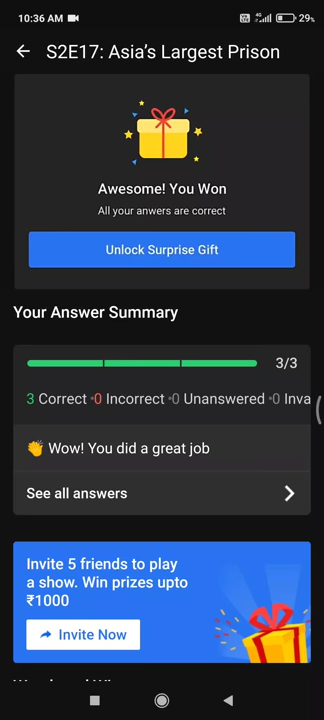 10:36 AM
4G
29%
S2E17: Asia's Largest Prison
Awesome! You Won
All your anwers are correct
Unlock Surprise Gift
Your Answer Summary
3/3
3 Correct •0 Incorrect •0 Unanswered •0 Inva
👏 Wow! You did a great job
See all answers
Invite 5 friends to play
a show. Win prizes upto
₹1000
Invite Now